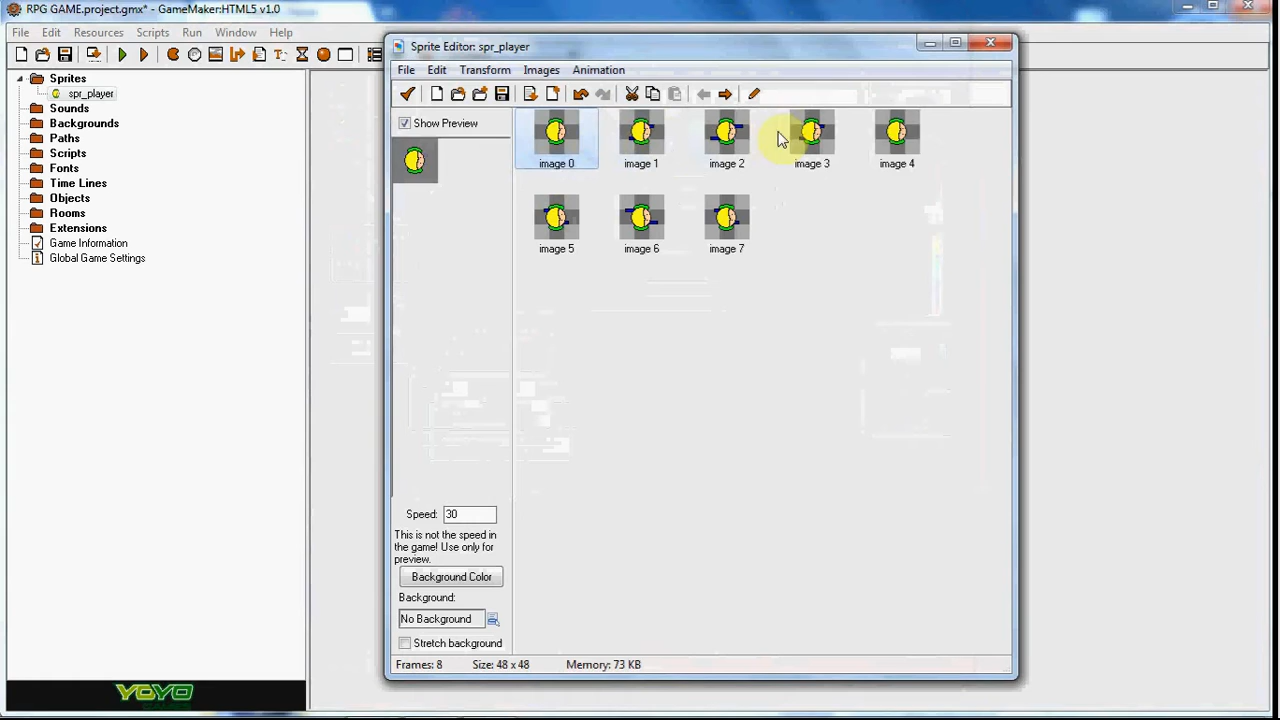 RPG GAME.project.gmx* - GameMaker:HTML5 v1.0
File Edit Resources Scripts Run Window Help
Sprites
spr_player
Sounds
Backgrounds
Paths
Scripts
Fonts
Time Lines
Objects
Rooms
Extensions
Game Information
Global Game Settings
YOYO
GAMES
Sprite Editor: spr_player
File Edit Transform Images Animation
Show Preview
image 0 image 1 image 2 image 3 image 4
image 5 image 6 image 7
Speed: 30
This is not the speed in
the game! Use only for
preview.
Background Color
Background:
No Background
Stretch background
Frames: 8 Size: 48 x 48 Memory: 73 KB